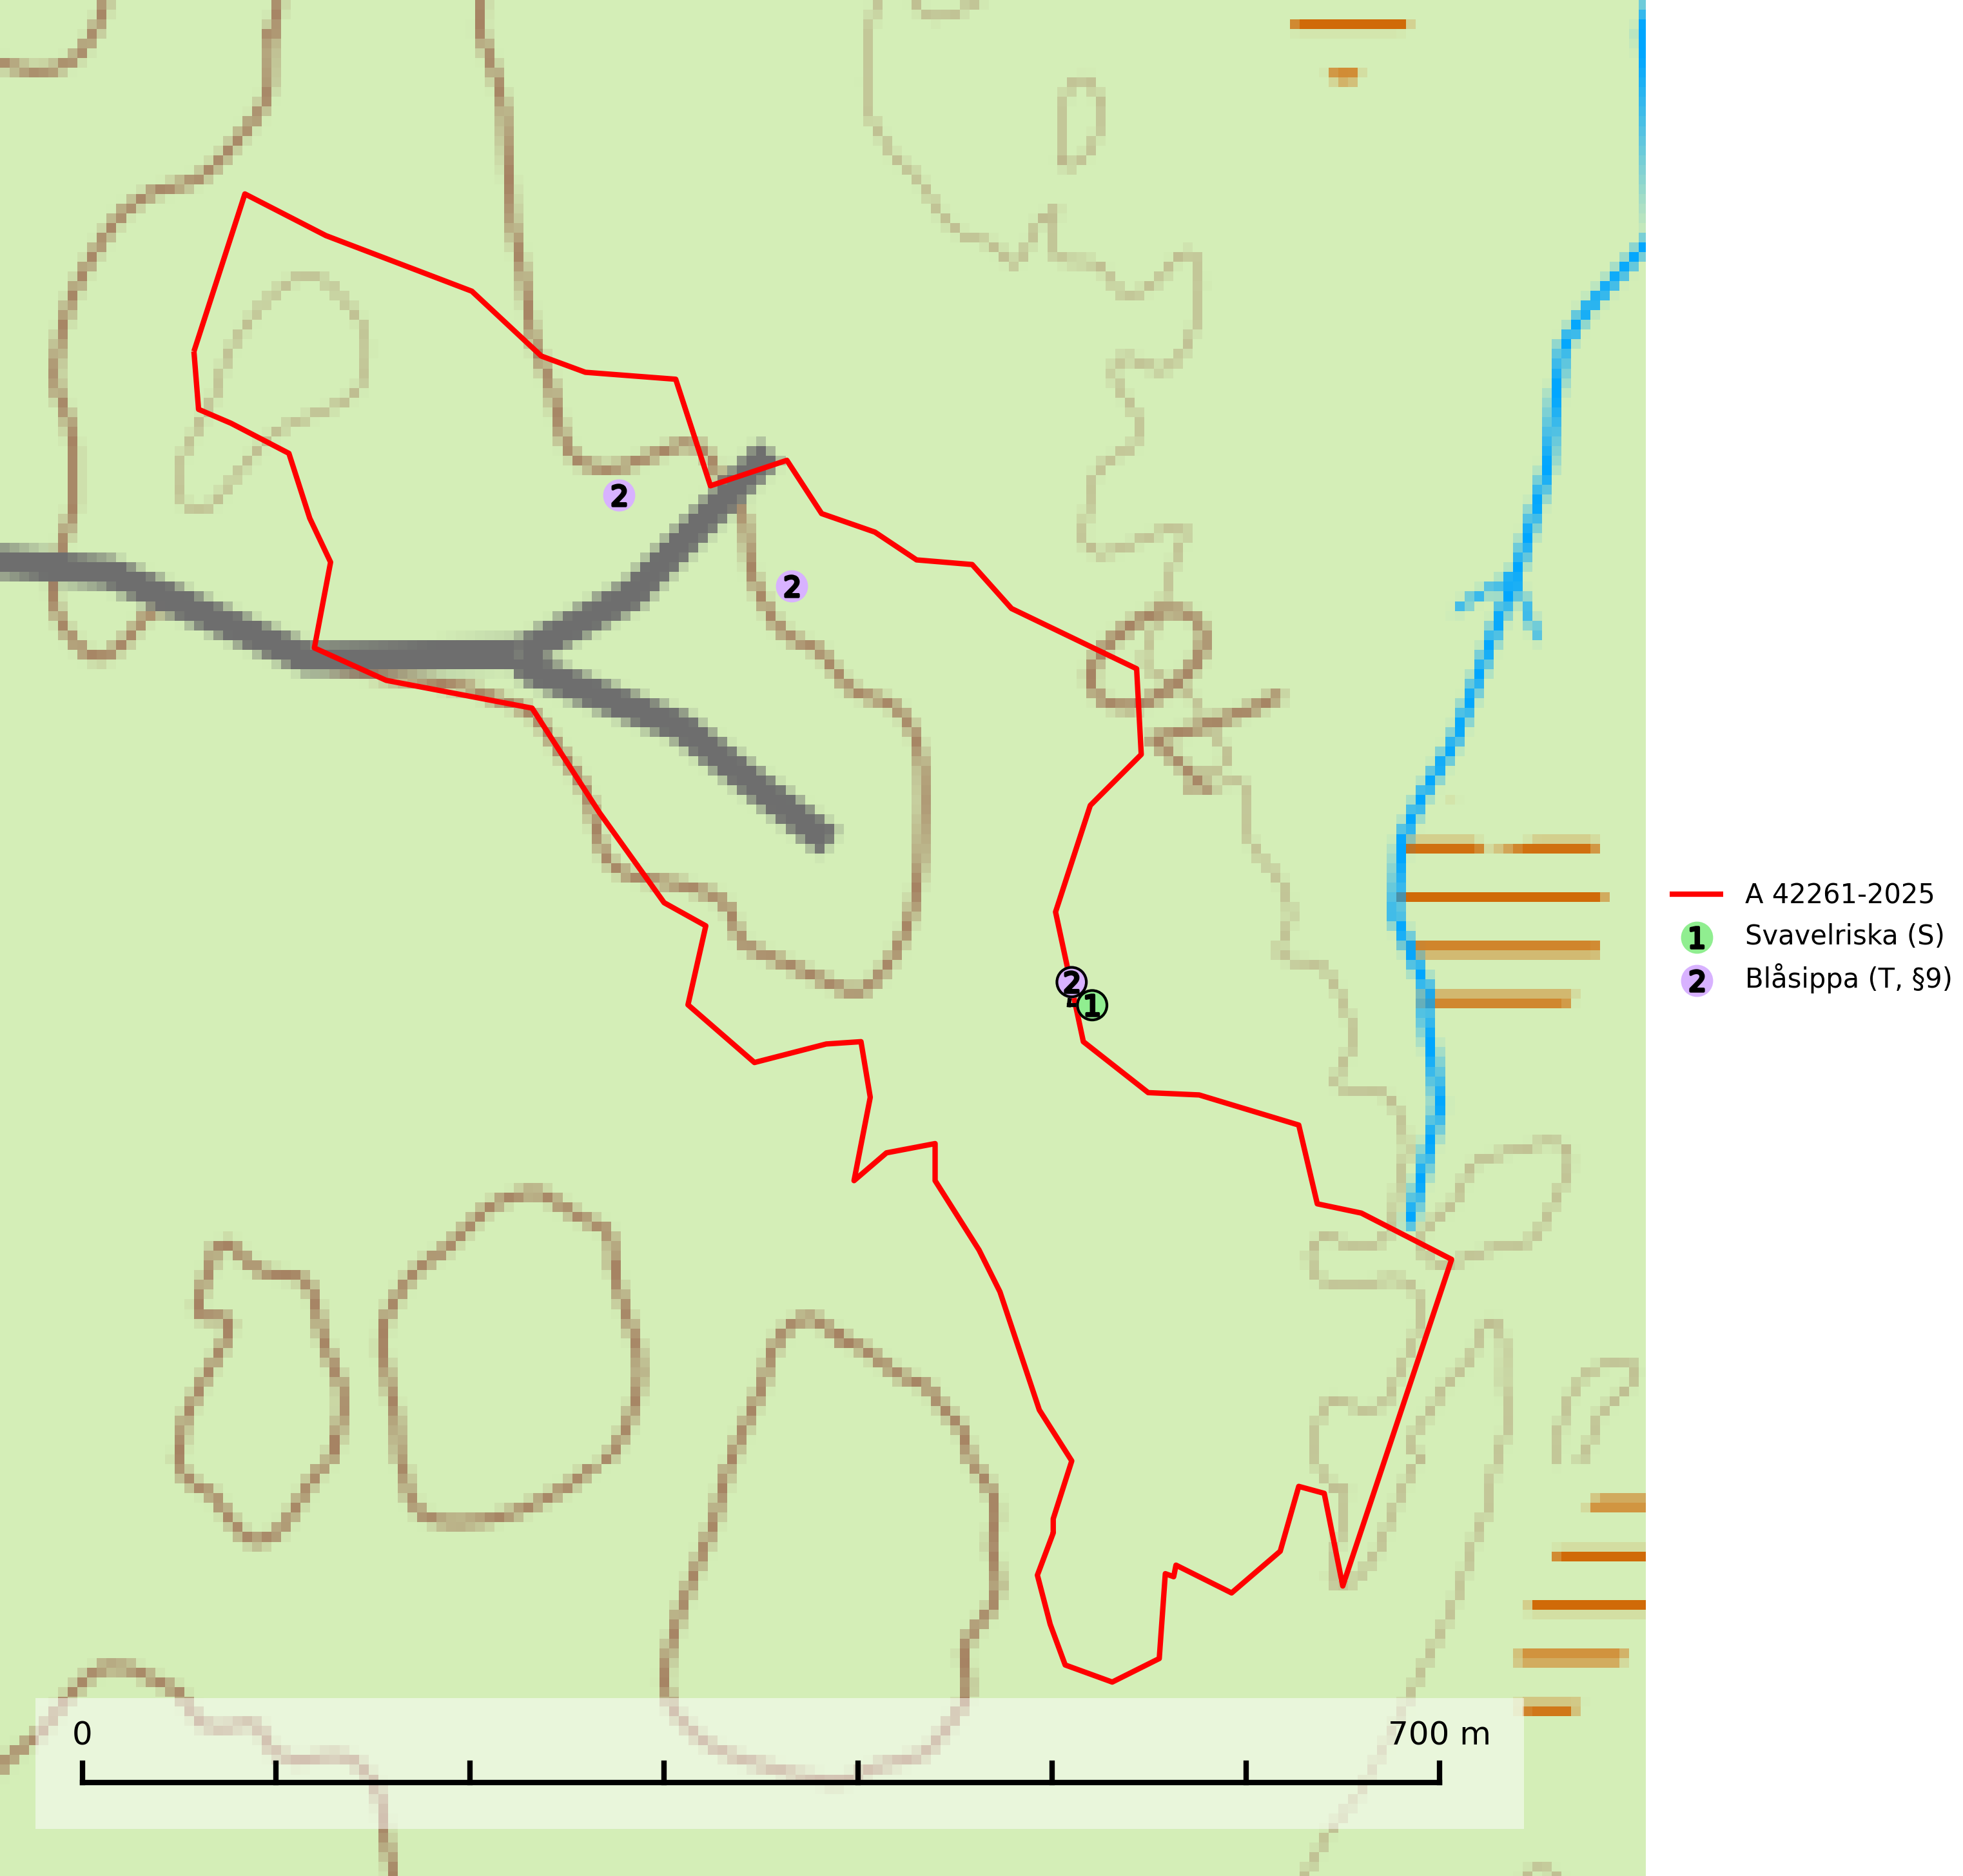 2
2
2
1
A 42261-2025
1 Svavelriska (S)
2 Blåsippa (T, §9)
0 700 m